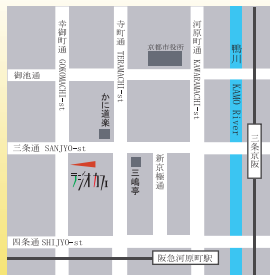 幸御町通 GOKOMACHI-st
寺町通 TERAMACHI-st
河原町通 KAWARAMACHI-st
鴨川 KAMO River
京都市役所
御池通
かに道楽
三条京阪
三条通 SANJYO-st
ラジオカフェ
三嶋亭
新京極通
四条通 SHIJYO-st
阪急河原町駅